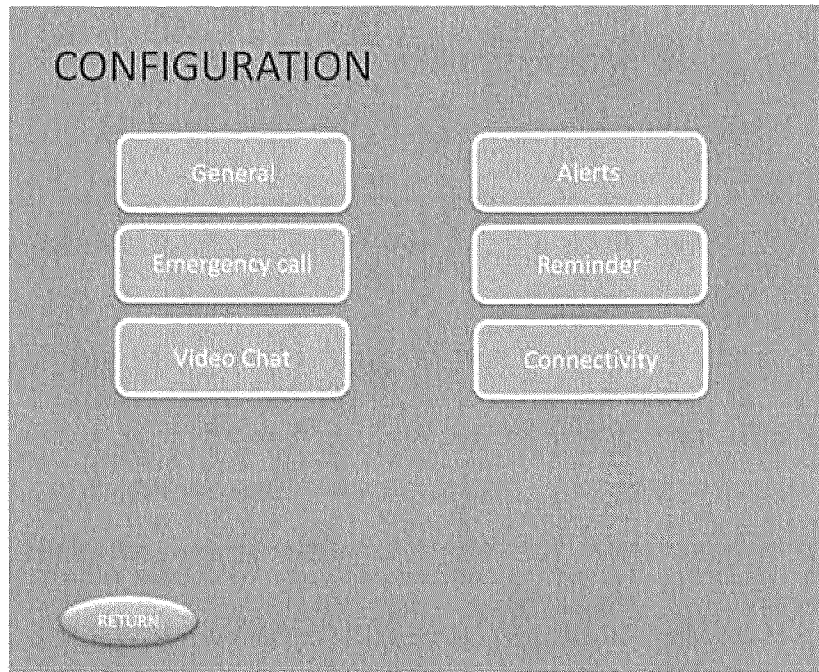 CONFIGURATION
General
Alerts
Emergency call
Reminder
Video Chat
Connectivity
RETURN